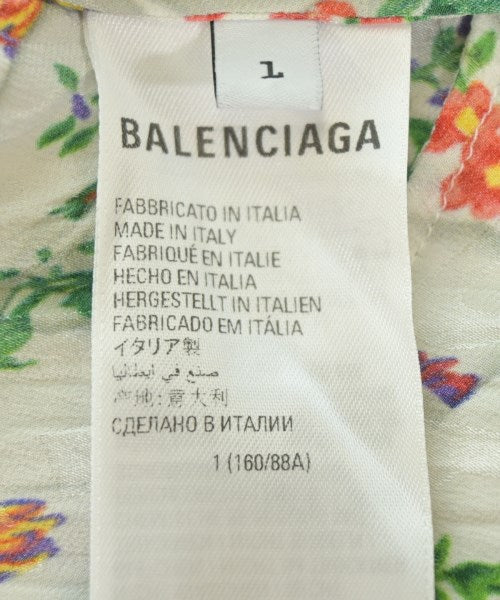 1
BALENCIAGA
FABBRICATO IN ITALIA
MADE IN ITALY
FABRIQUÉ EN ITALIE
HECHO EN ITALIA
HERGESTELLT IN ITALIEN
FABRICADO EM ITÁLIA
イタリア製
صنع في ايطاليا
产地:意大利
СДЕЛАНО В ИТАЛИИ
1 (160/88A)